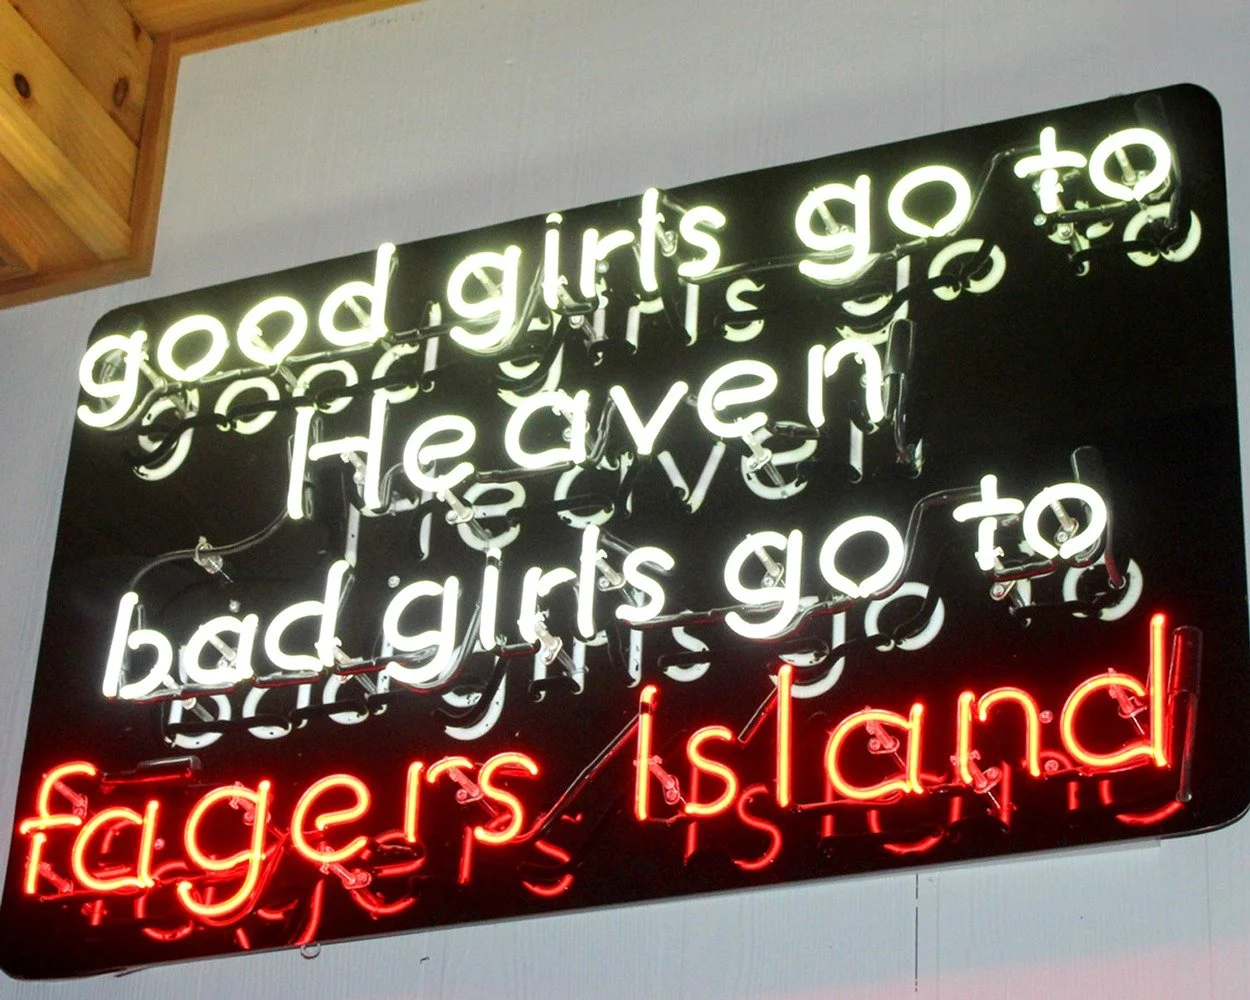 good girls go to
Heaven
bad girls go to
fagers island